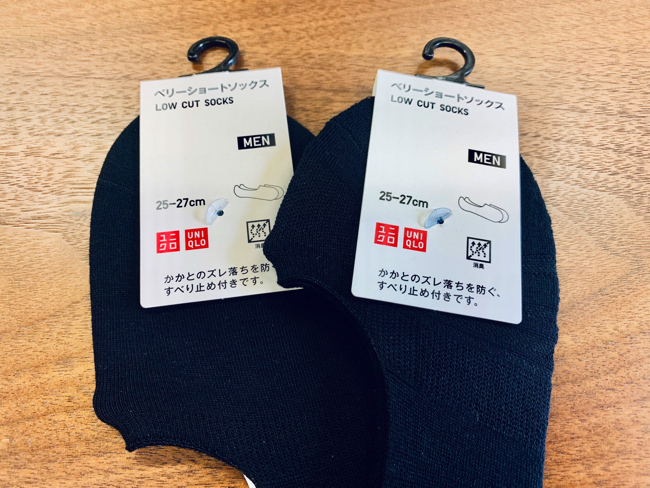 ベリーショートソックス
LOW CUT SOCKS
MEN
25-27cm
ユニ
クロ
UNI
QLO
消臭
かかとのズレ落ちを防ぐ
すべり止め付きです。
ベリーショートソックス
LOW CUT SOCKS
MEN
25-27cm
ユニ
クロ
UNI
QLO
消臭
かかとのズレ落ちを防ぐ、
すべり止め付きです。